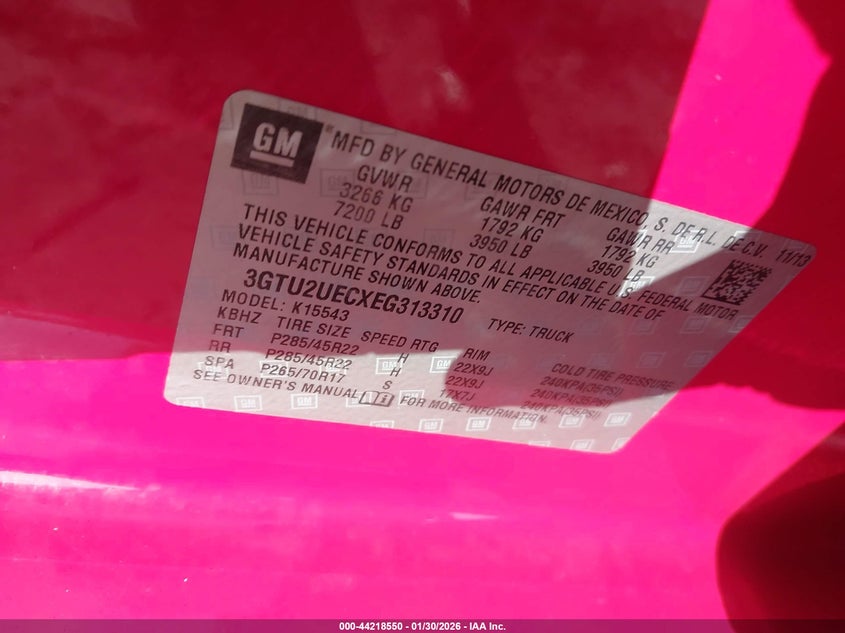 GM
MFD BY GENERAL MOTORS DE MEXICO, S. DE R.L. DE C.V. 11/13
GVWR GAWR FRT GAWR RR
3266 KG 1792 KG 1792 KG
7200 LB 3950 LB 3950 LB
THIS VEHICLE CONFORMS TO ALL APPLICABLE U.S. FEDERAL MOTOR
VEHICLE SAFETY STANDARDS IN EFFECT ON THE DATE OF
MANUFACTURE SHOWN ABOVE.
3GTU2UECXEG313310 TYPE: TRUCK
MODEL: K15543
KBHZ TIRE SIZE SPEED RTG RIM COLD TIRE PRESSURE
FRT P285/45R22 H 22X9J 240KPA(35PSI)
RR P285/45R22 H 22X9J 240KPA(35PSI)
SPA P265/70R17 S 17X7J 240KPA(35PSI)
SEE OWNER'S MANUAL FOR MORE INFORMATION.
000-44218550 - 01/30/2026 - IAA Inc.